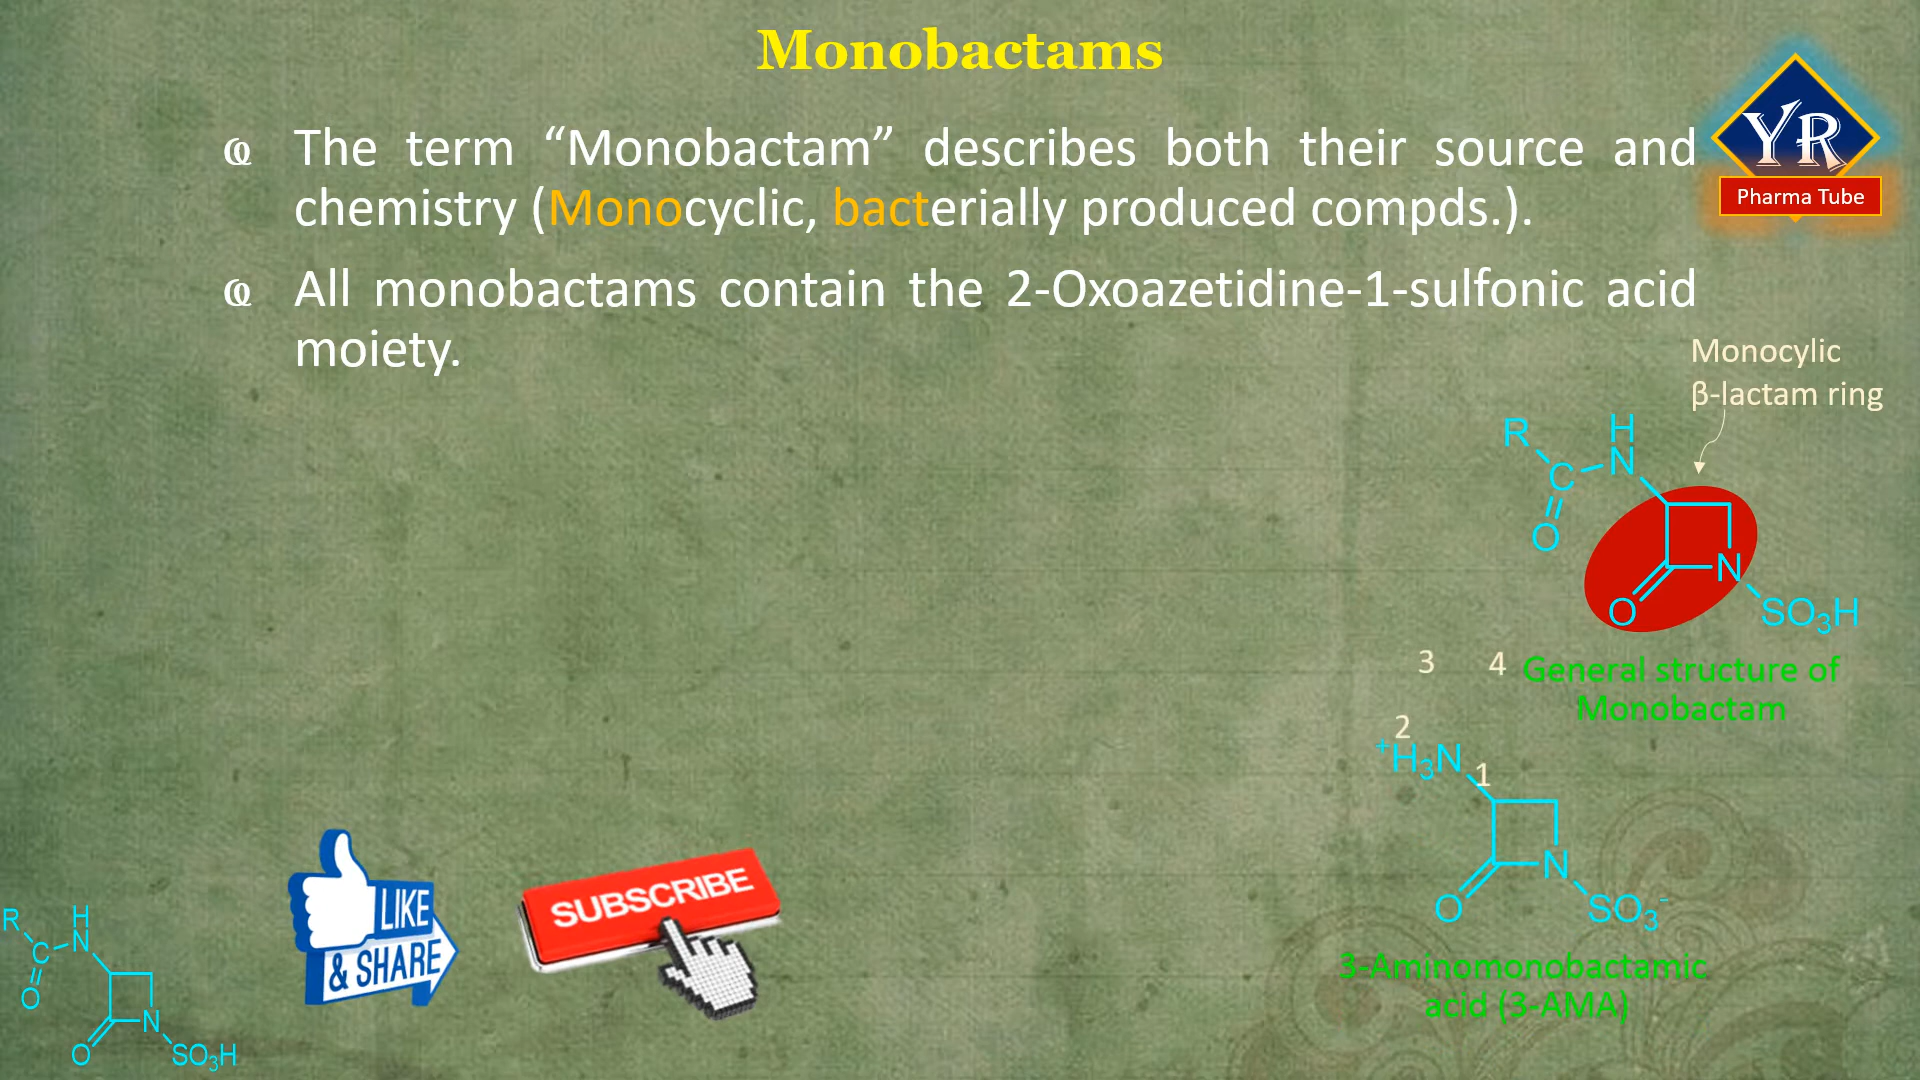 Monobactams
The term “Monobactam” describes both their source and
chemistry (Monocyclic, bacterially produced compds.).
All monobactams contain the 2-Oxoazetidine-1-sulfonic acid
moiety.
YR
Pharma Tube
Monocylic
β-lactam ring
R
H
N
C
O
N
O
SO₃H
General structure of
Monobactam
3 4
2
1
⁺H₃N
N
O
SO₃⁻
3-Aminomonobactamic
acid (3-AMA)
LIKE
& SHARE
SUBSCRIBE
R
H
N
C
O
N
O
SO₃H